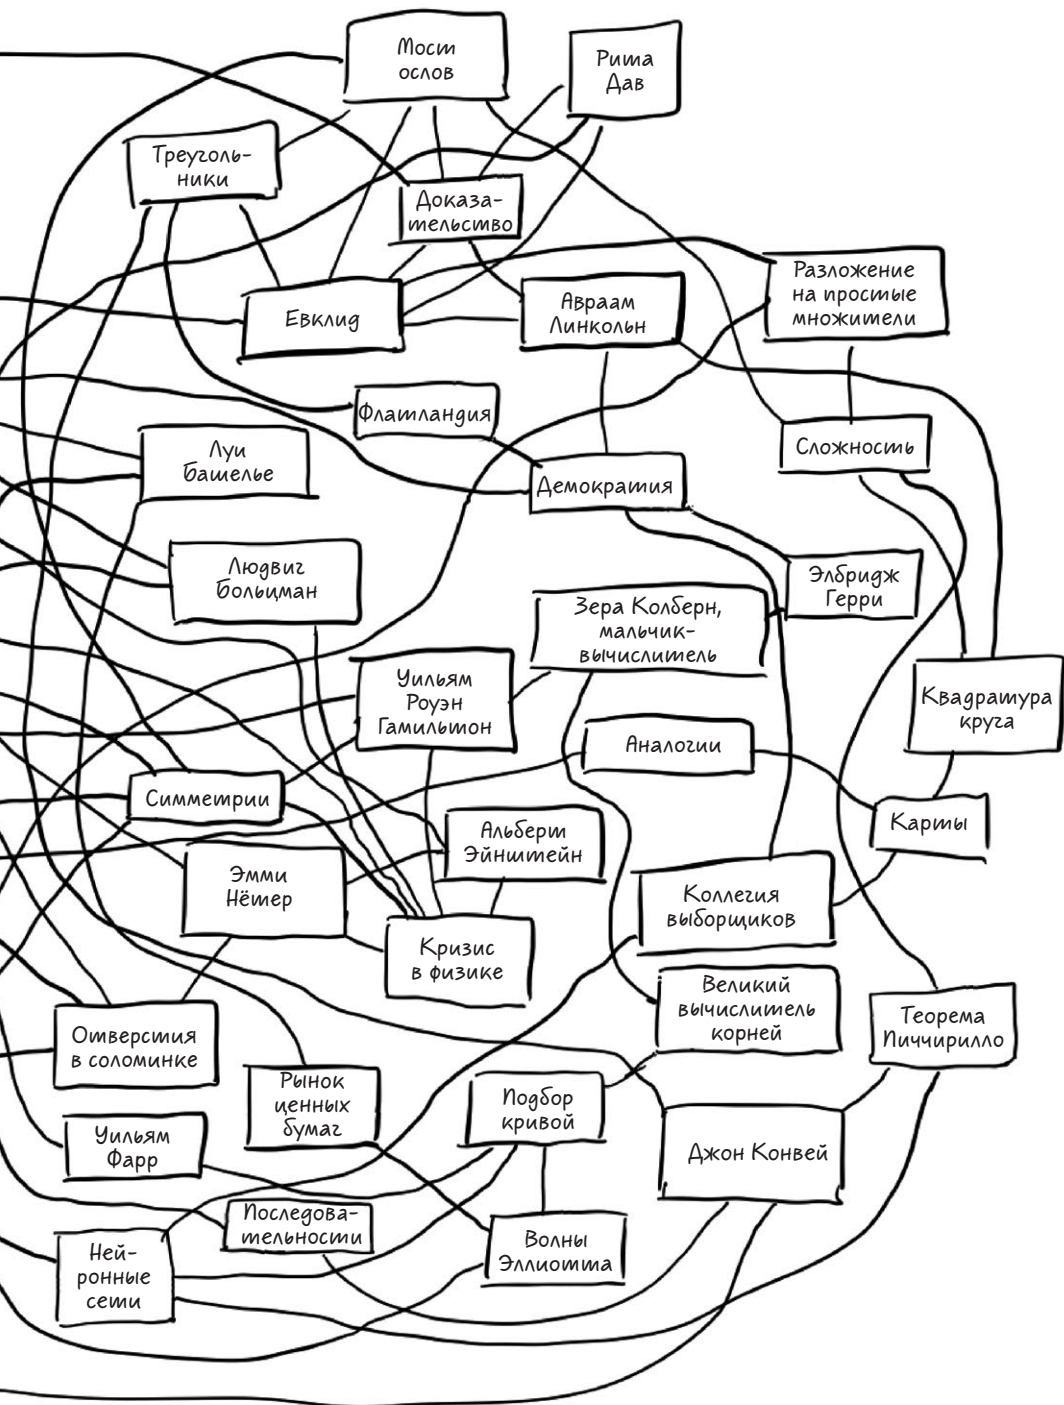 Мост
ослов
Рита
Дав
Треуголь-
ники
Доказа-
тельство
Евклид
Авраам
Линкольн
Разложение
на простые
множители
Флатландия
Сложность
Луи
Башелье
Демократия
Людвиг
Больцман
Элбридж
Герри
Зера Колберн,
мальчик-
вычислитель
Уильям
Роуэн
Гамильтон
Квадратура
круга
Аналогии
Симметрии
Карты
Альберт
Эйнштейн
Эмми
Нётер
Коллегия
выборщиков
Кризис
в физике
Великий
вычислитель
корней
Теорема
Пиччирилло
Отверстия
в соломинке
Рынок
ценных
бумаг
Подбор
кривой
Уильям
Фарр
Джон Конвей
Последова-
тельности
Волны
Эллиотта
Ней-
ронные
сети